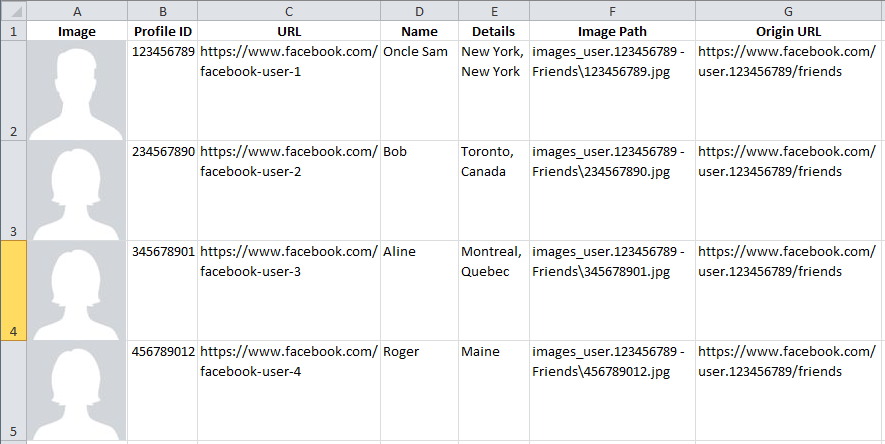 A B C D E F G
1 Image Profile ID URL Name Details Image Path Origin URL
123456789 https://www.facebook.com/ Oncle Sam New York, images_user.123456789 - https://www.facebook.com/
facebook-user-1 New York Friends\123456789.jpg user.123456789/friends
2
234567890 https://www.facebook.com/ Bob Toronto, images_user.123456789 - https://www.facebook.com/
facebook-user-2 Canada Friends\234567890.jpg user.123456789/friends
3
345678901 https://www.facebook.com/ Aline Montreal, images_user.123456789 - https://www.facebook.com/
facebook-user-3 Quebec Friends\345678901.jpg user.123456789/friends
4
456789012 https://www.facebook.com/ Roger Maine images_user.123456789 - https://www.facebook.com/
facebook-user-4 Friends\456789012.jpg user.123456789/friends
5